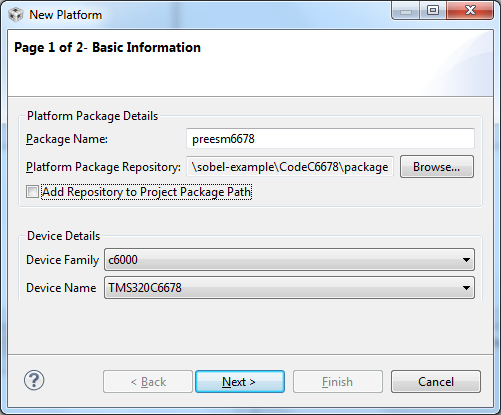 New Platform
Page 1 of 2- Basic Information
Platform Package Details
Package Name: preesm6678
Platform Package Repository: \sobel-example\CodeC6678\package Browse...
Add Repository to Project Package Path
Device Details
Device Family c6000
Device Name TMS320C6678
? < Back Next > Finish Cancel